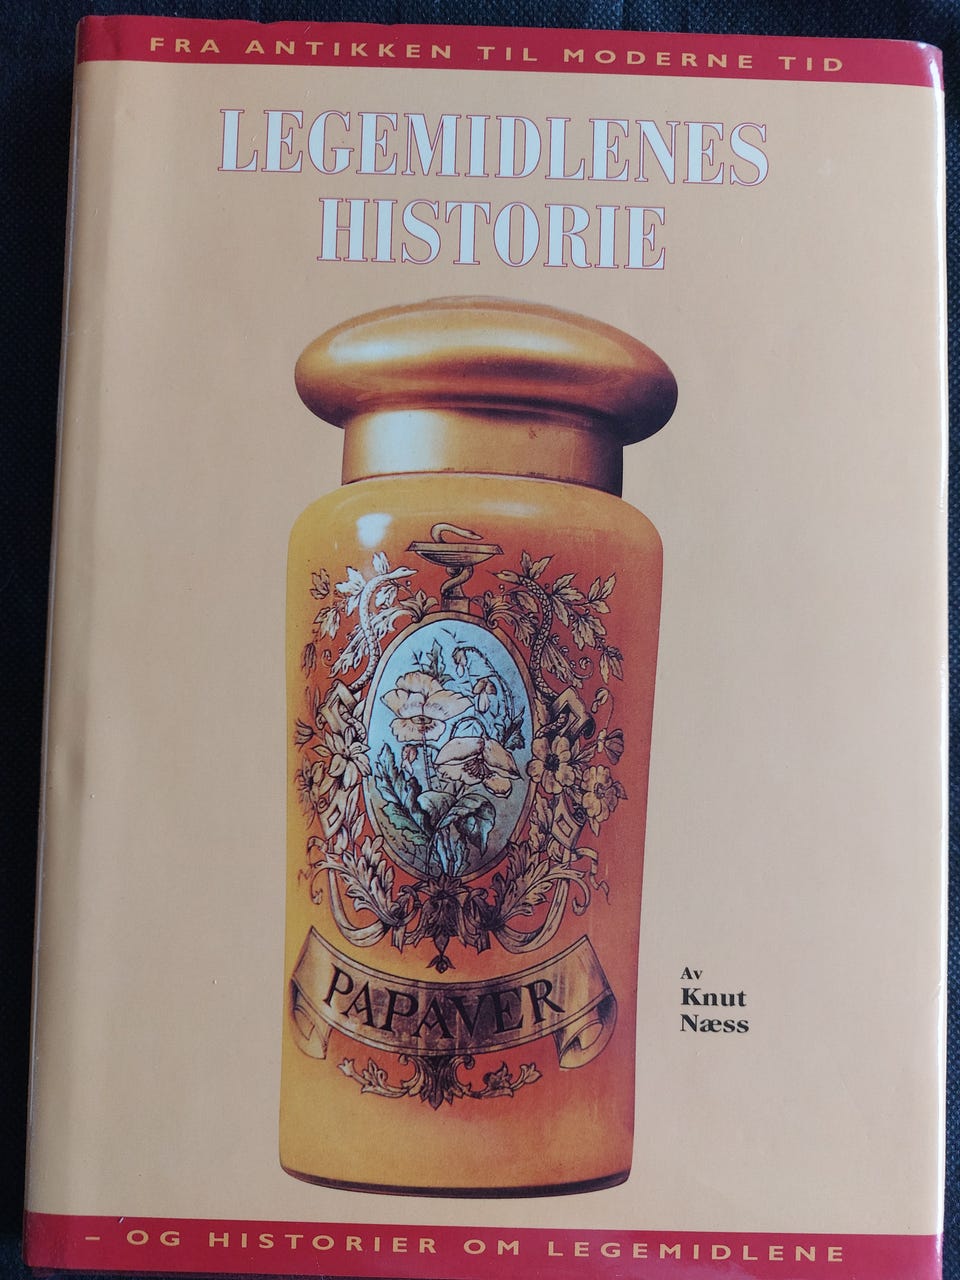 FRA ANTIKKEN TIL MODERNE TID
LEGEMIDLENES
HISTORIE
PAPAVER
Av
Knut
Næss
– OG HISTORIER OM LEGEMIDLENE